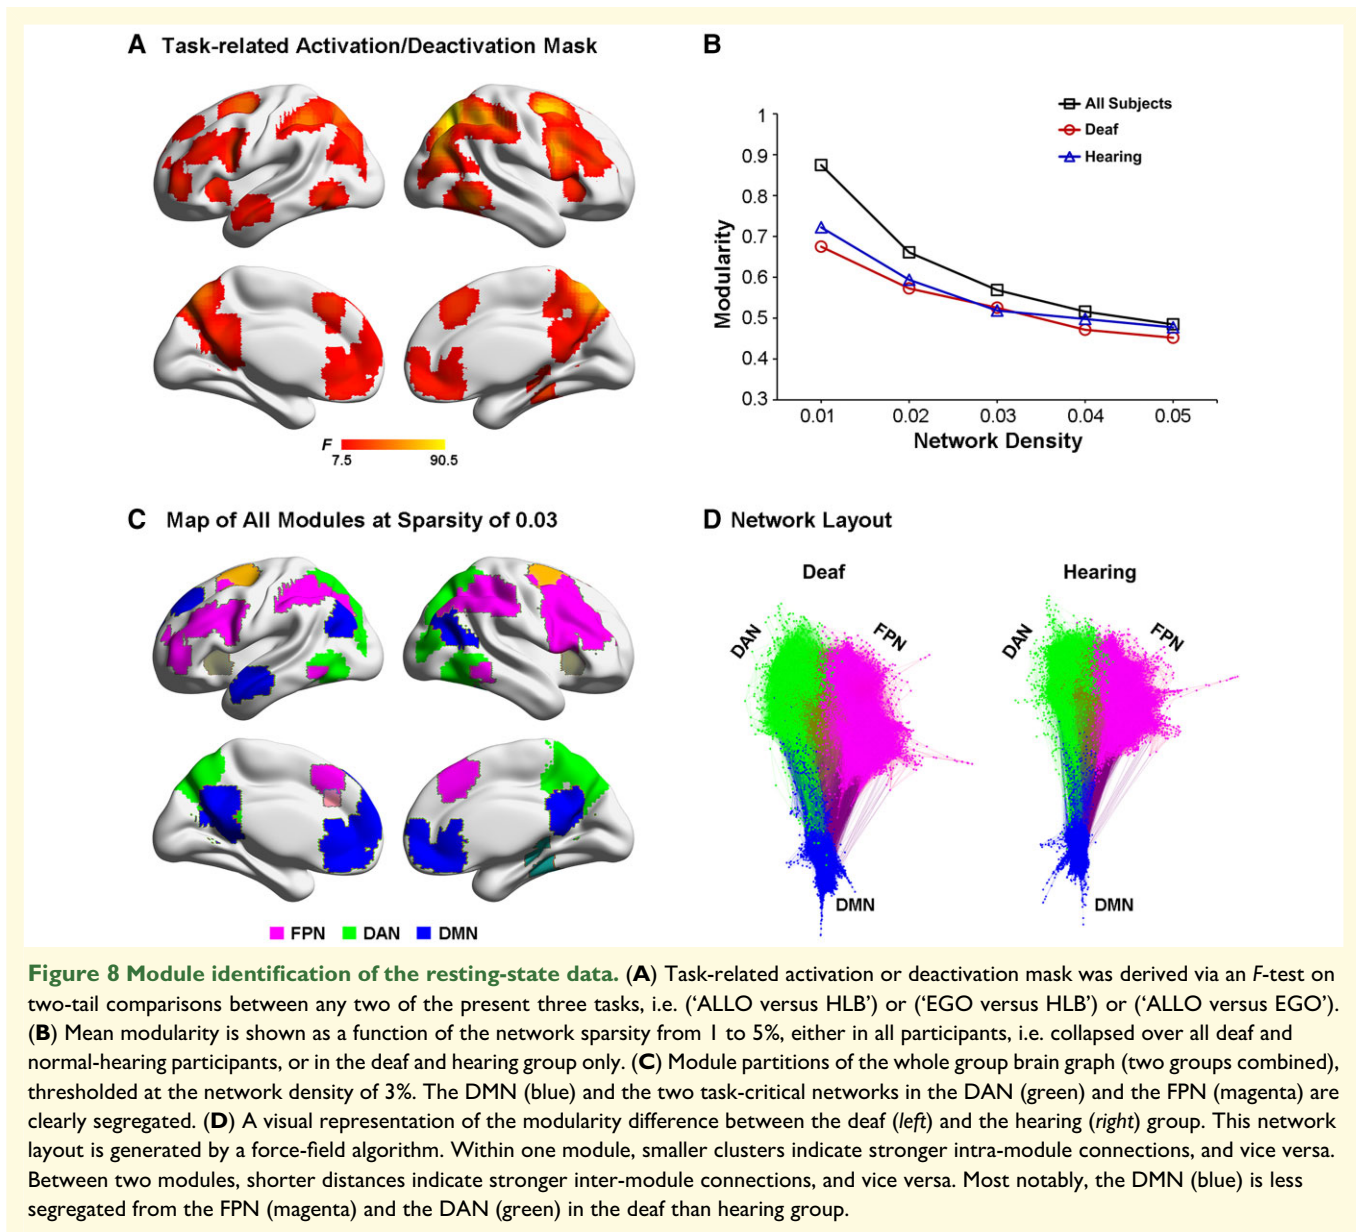 A Task-related Activation/Deactivation Mask
F
7.5 90.5
B
All Subjects
Deaf
Hearing
Modularity
1
0.9
0.8
0.7
0.6
0.5
0.4
0.3
0.01 0.02 0.03 0.04 0.05
Network Density
C Map of All Modules at Sparsity of 0.03
FPN DAN DMN
D Network Layout
Deaf
DAN
FPN
DMN
Hearing
DAN
FPN
DMN
Figure 8 Module identification of the resting-state data. (A) Task-related activation or deactivation mask was derived via an F-test on
two-tail comparisons between any two of the present three tasks, i.e. (‘ALLO versus HLB’) or (‘EGO versus HLB’) or (‘ALLO versus EGO’).
(B) Mean modularity is shown as a function of the network sparsity from 1 to 5%, either in all participants, i.e. collapsed over all deaf and
normal-hearing participants, or in the deaf and hearing group only. (C) Module partitions of the whole group brain graph (two groups combined),
thresholded at the network density of 3%. The DMN (blue) and the two task-critical networks in the DAN (green) and the FPN (magenta) are
clearly segregated. (D) A visual representation of the modularity difference between the deaf (left) and the hearing (right) group. This network
layout is generated by a force-field algorithm. Within one module, smaller clusters indicate stronger intra-module connections, and vice versa.
Between two modules, shorter distances indicate stronger inter-module connections, and vice versa. Most notably, the DMN (blue) is less
segregated from the FPN (magenta) and the DAN (green) in the deaf than hearing group.